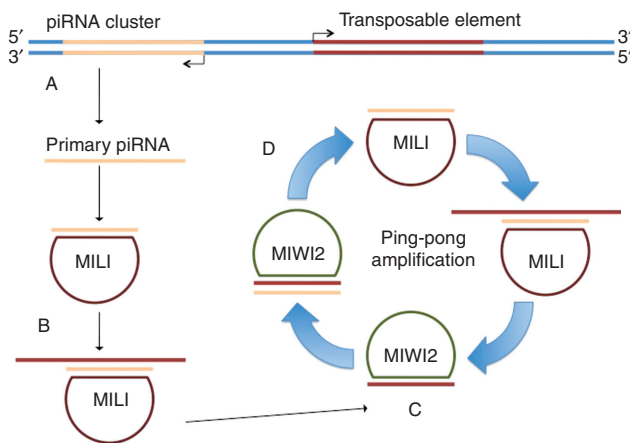 piRNA cluster
Transposable element
5′
3′
3′
5′
A
Primary piRNA
MILI
B
MILI
D
MILI
MIWI2
Ping-pong
amplification
MILI
MIWI2
C